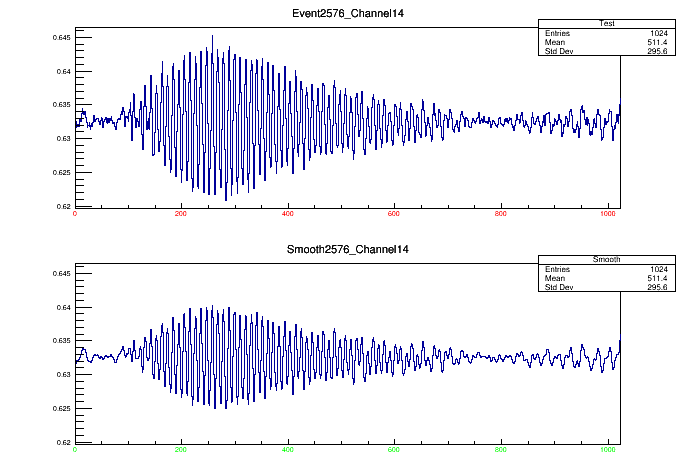 Event2576_Channel14
Test
Entries 1024
Mean 511.4
Std Dev 295.6
0.645
0.64
0.635
0.63
0.625
0.62
0 200 400 600 800 1000
Smooth2576_Channel14
Smooth
Entries 1024
Mean 511.4
Std Dev 295.6
0.645
0.64
0.635
0.63
0.625
0.62
0 200 400 600 800 1000